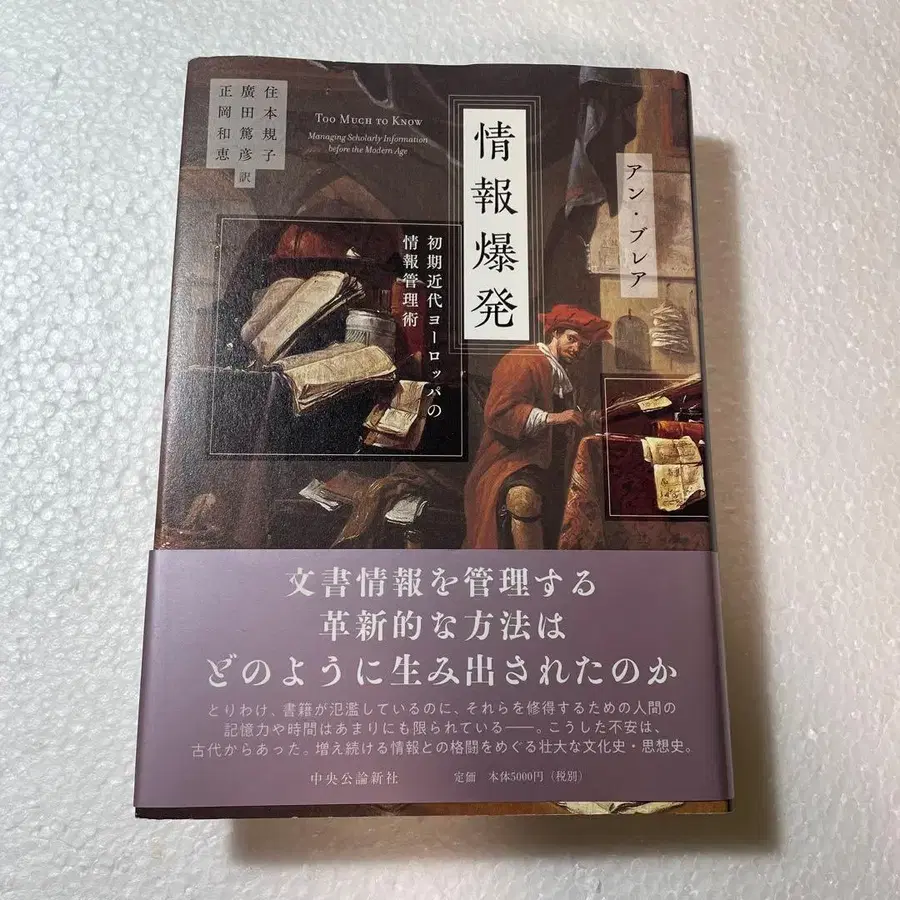 情報爆発
初期近代ヨーロッパの
情報管理術
アン・ブレア
住本規子
廣田篤彦
正岡和恵
訳
TOO MUCH TO KNOW
Managing Scholarly Information
before the Modern Age
文書情報を管理する
革新的な方法は
どのように生み出されたのか
とりわけ、書籍が氾濫しているのに、それらを修得するための人間の
記憶力や時間はあまりにも限られている――。こうした不安は、
古代からあった。増え続ける情報との格闘をめぐる壮大な文化史・思想史。
中央公論新社
定価 本体5000円(税別)